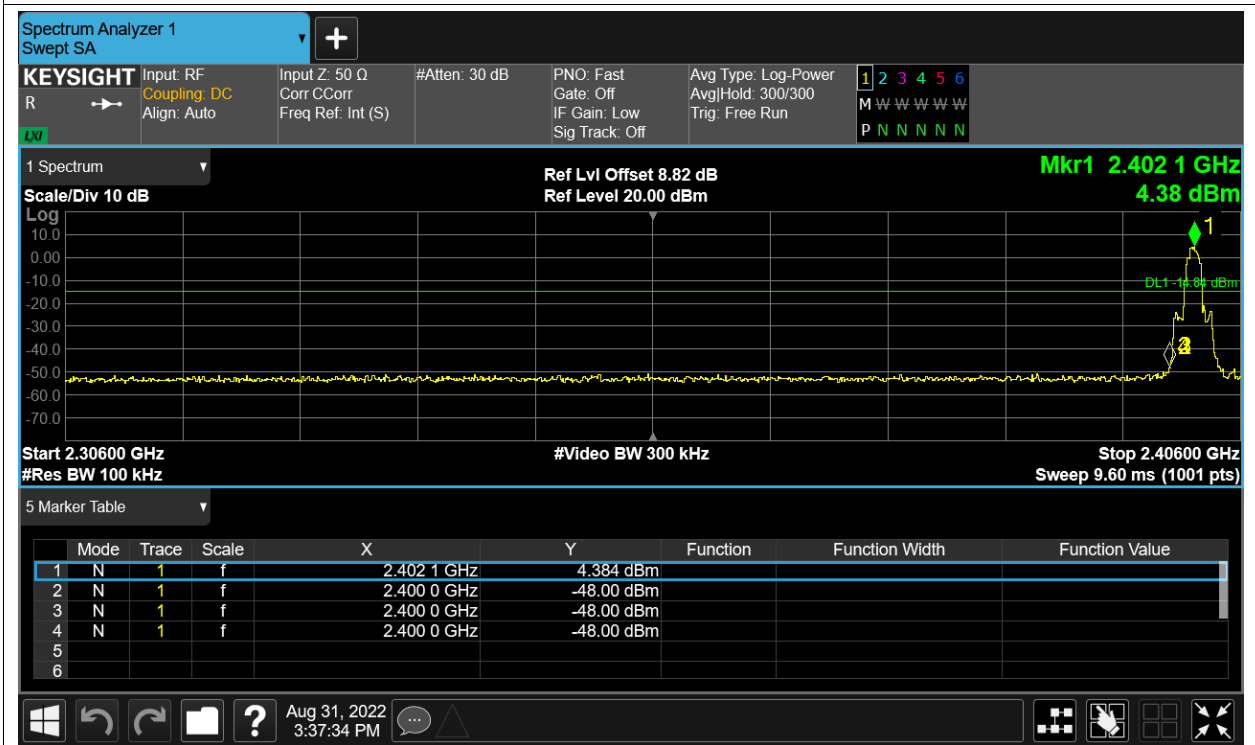 Spectrum Analyzer 1
Swept SA
+
KEYSIGHT Input: RF Input Z: 50 Ω #Atten: 30 dB PNO: Fast Avg Type: Log-Power 1 2 3 4 5 6
R Coupling: DC Corr CCorr Gate: Off Avg|Hold: 300/300 M W W W W W
Align: Auto Freq Ref: Int (S) IF Gain: Low Trig: Free Run
LXI Sig Track: Off P N N N N N
1 Spectrum Ref Lvl Offset 8.82 dB Mkr1 2.402 1 GHz
Scale/Div 10 dB Ref Level 20.00 dBm 4.38 dBm
Log
1
10.0
0.00
-10.0
DL1 -14.84 dBm
-20.0
-30.0
-40.0
-50.0
-60.0
-70.0
Start 2.30600 GHz #Video BW 300 kHz Stop 2.40600 GHz
#Res BW 100 kHz Sweep 9.60 ms (1001 pts)
5 Marker Table
Mode Trace Scale X Y Function Function Width Function Value
1 N 1 f 2.402 1 GHz 4.384 dBm
2 N 1 f 2.400 0 GHz -48.00 dBm
3 N 1 f 2.400 0 GHz -48.00 dBm
4 N 1 f 2.400 0 GHz -48.00 dBm
5
6
? Aug 31, 2022
3:37:34 PM